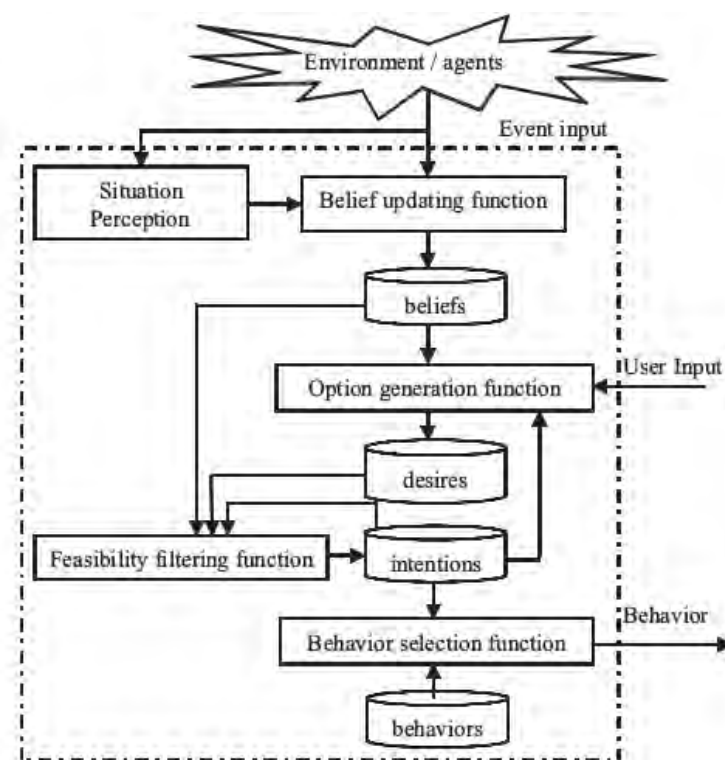 Environment / agents
Event input
Situation
Perception
Belief updating function
beliefs
User Input
Option generation function
desires
Feasibility filtering function
intentions
Behavior
Behavior selection function
behaviors